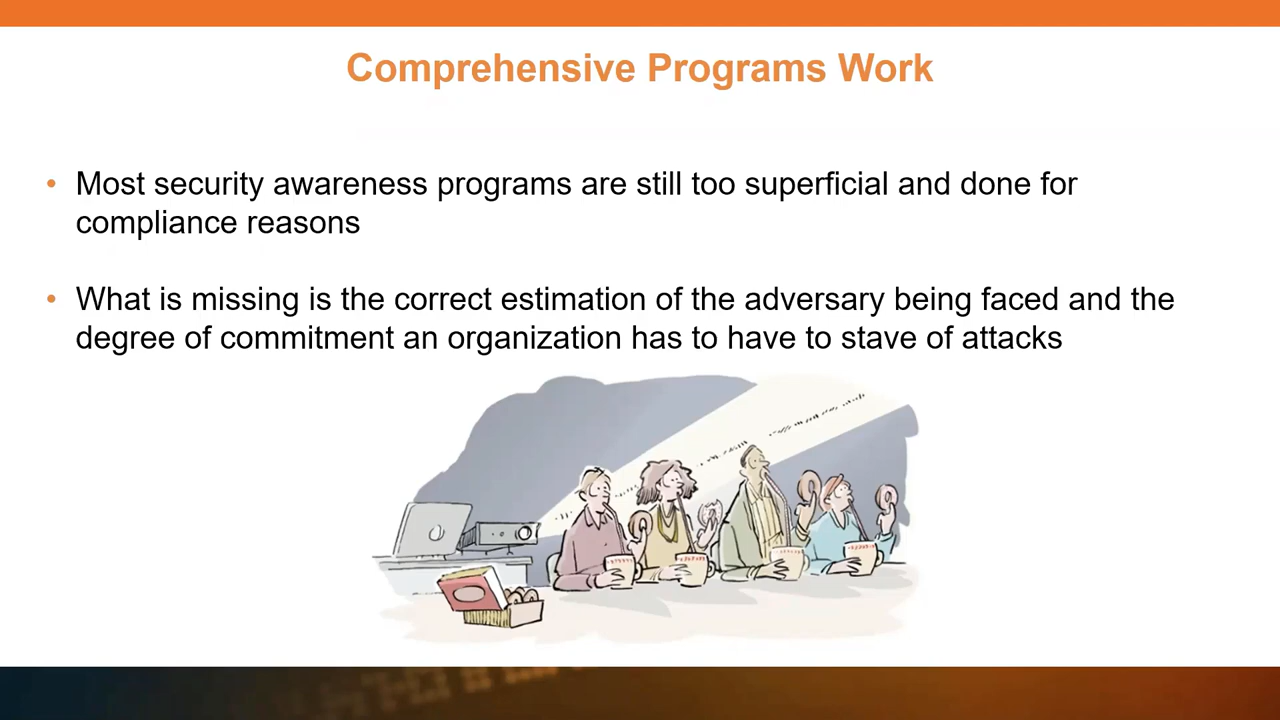 Comprehensive Programs Work
• Most security awareness programs are still too superficial and done for
compliance reasons
• What is missing is the correct estimation of the adversary being faced and the
degree of commitment an organization has to have to stave of attacks